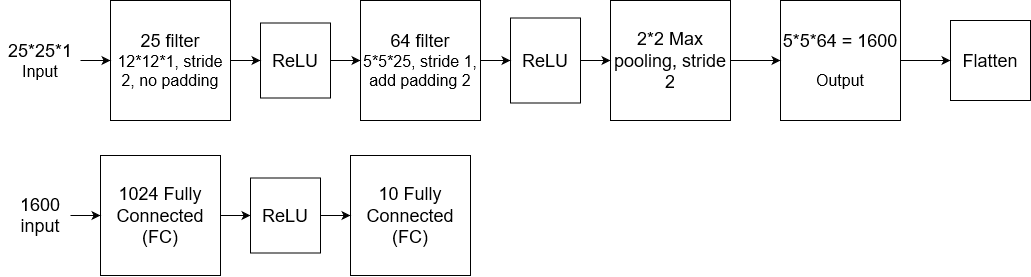 25*25*1
Input
25 filter
12*12*1, stride
2, no padding
ReLU
64 filter
5*5*25, stride 1,
add padding 2
ReLU
2*2 Max
pooling, stride
2
5*5*64 = 1600
Output
Flatten
1600
input
1024 Fully
Connected
(FC)
ReLU
10 Fully
Connected
(FC)